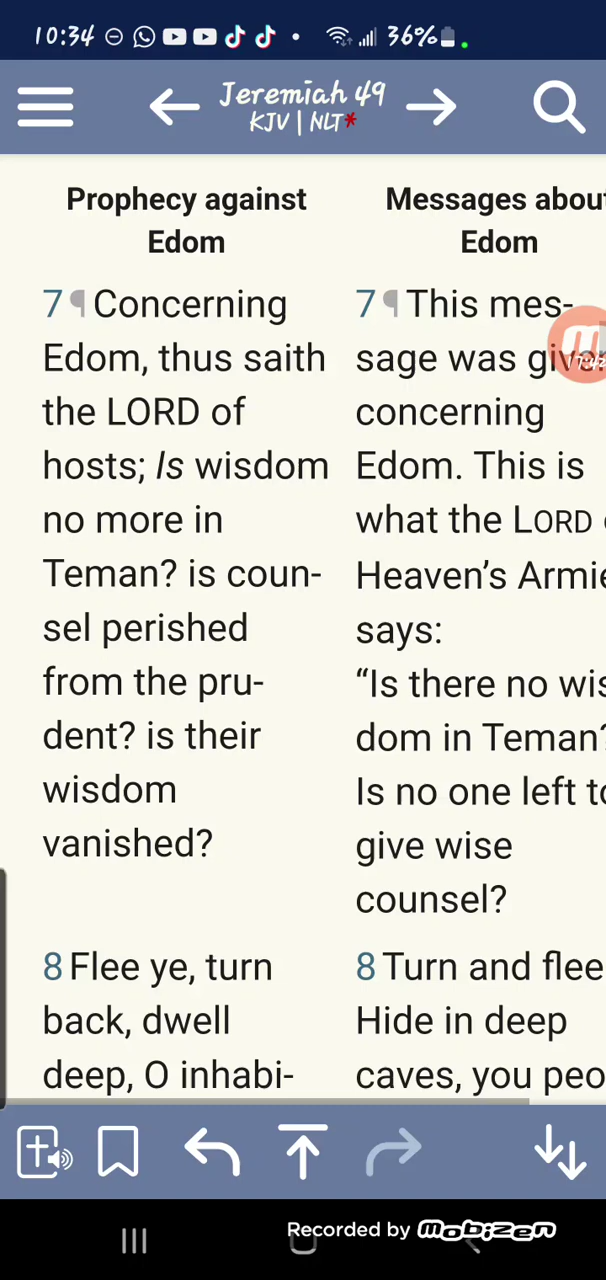 10:34 36%
Jeremiah 49
KJV | NLT*
Prophecy against
Edom
7 ¶ Concerning
Edom, thus saith
the LORD of
hosts; Is wisdom
no more in
Teman? is coun-
sel perished
from the pru-
dent? is their
wisdom
vanished?
8 Flee ye, turn
back, dwell
deep, O inhabi-
Messages abou
Edom
7 ¶ This mes-
sage was given
concerning
Edom. This is
what the LORD
Heaven's Armie
says:
“Is there no wis
dom in Teman?
Is no one left to
give wise
counsel?
8 Turn and flee
Hide in deep
caves, you peo
Recorded by mobizen